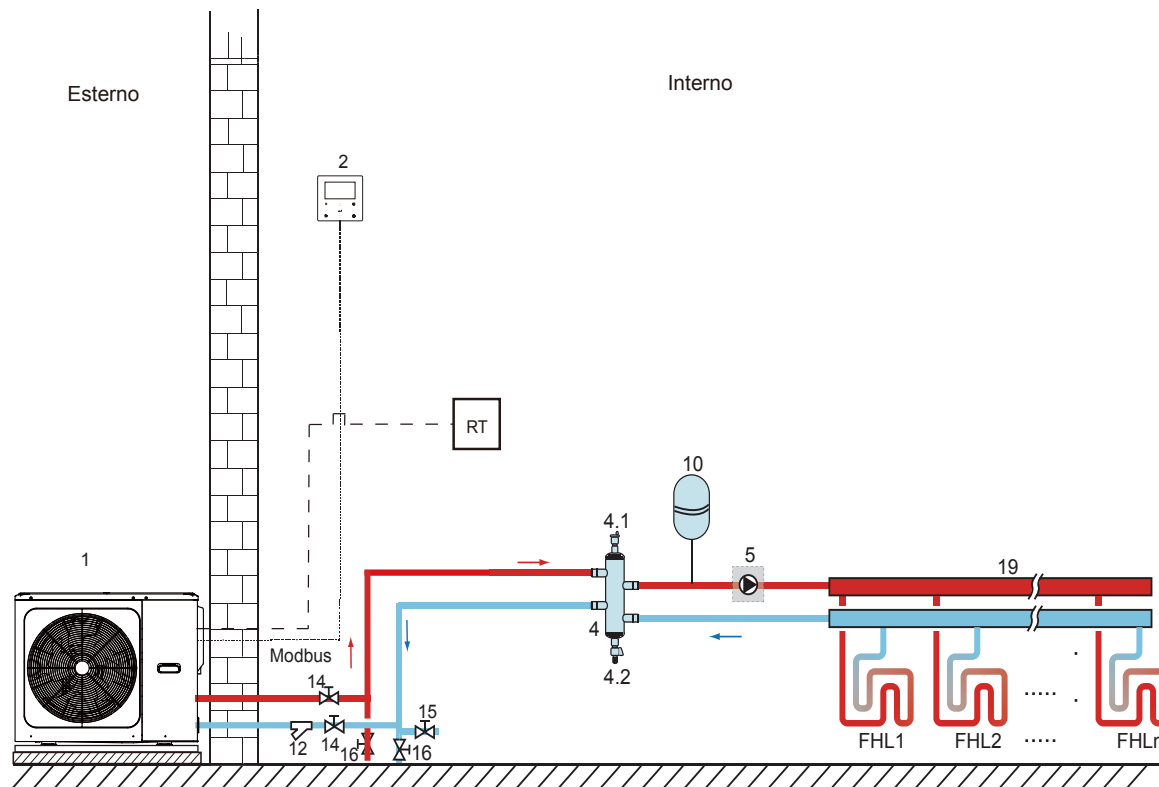 Esterno
Interno
2
RT
10
4.1
5
19
1
4
4.2
Modbus
14
15
12
14
16
16
FHL1
FHL2
.....
.....
FHLn